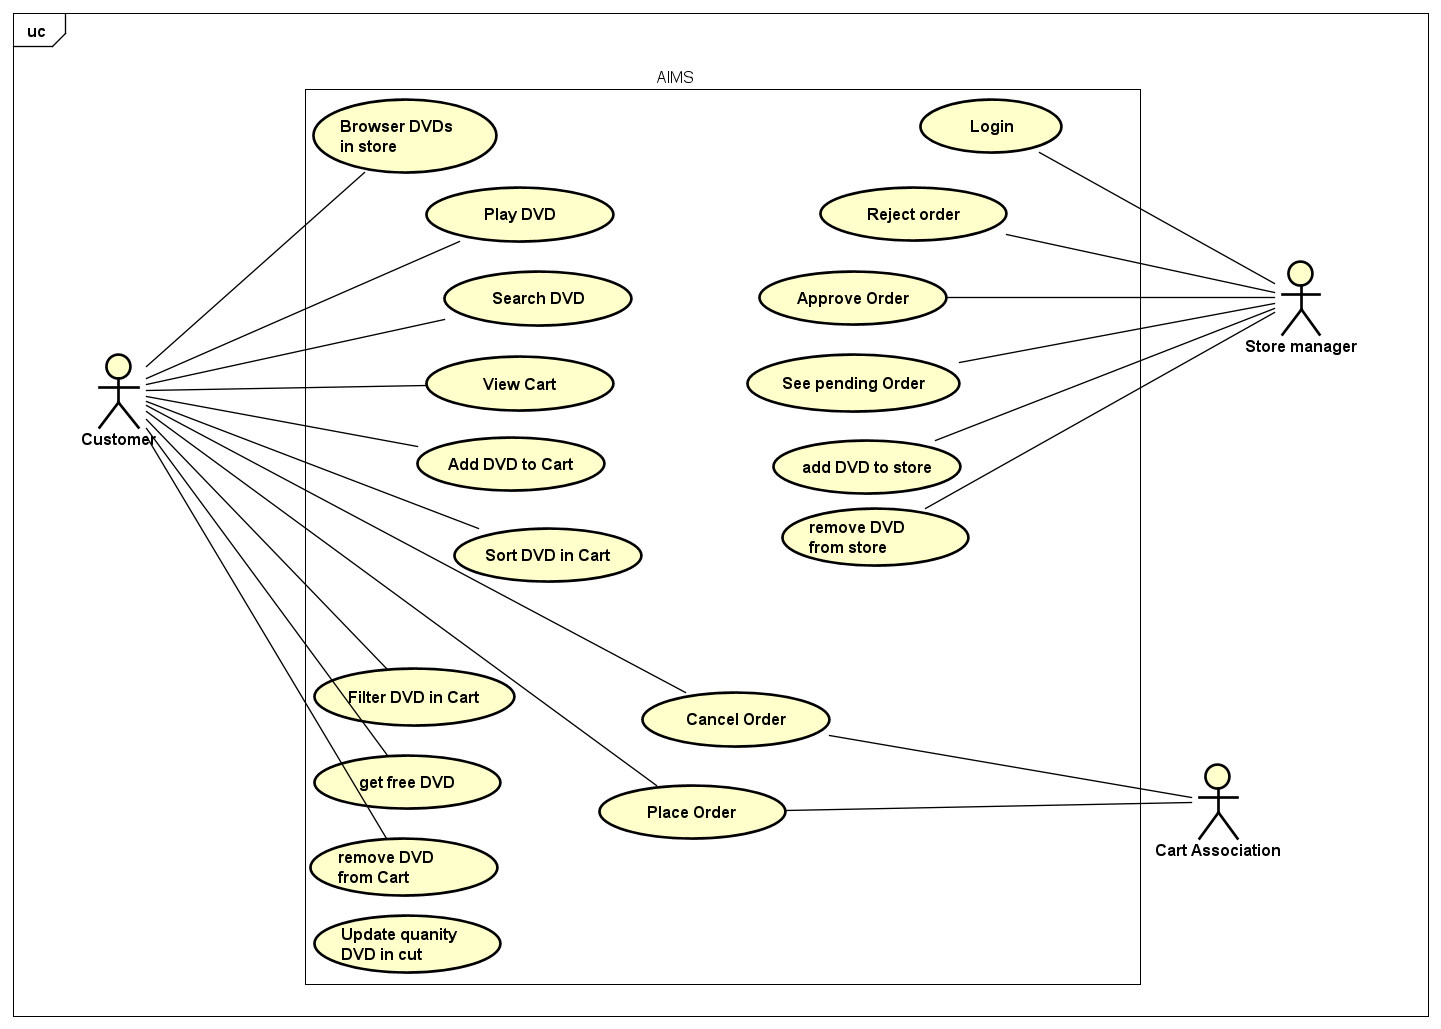 uc
AIMS
Browser DVDs
in store
Login
Play DVD
Reject order
Search DVD
Approve Order
Store manager
View Cart
See pending Order
Customer
Add DVD to Cart
add DVD to store
remove DVD
from store
Sort DVD in Cart
Filter DVD in Cart
Cancel Order
get free DVD
Place Order
Cart Association
remove DVD
from Cart
Update quanity
DVD in cut